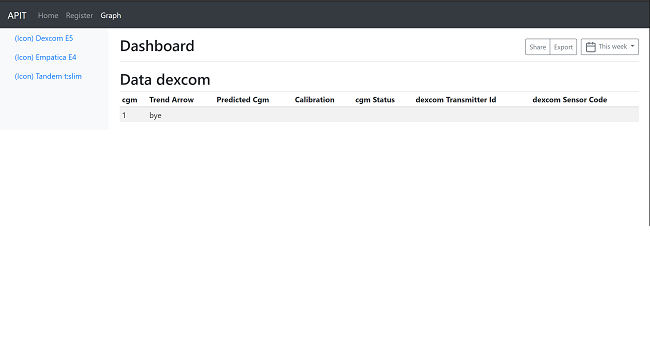 APIT Home Register Graph
(Icon) Dexcom E5
(Icon) Empatica E4
(Icon) Tandem t:slim
Dashboard
Share Export This week
Data dexcom
cgm Trend Arrow Predicted Cgm Calibration cgm Status dexcom Transmitter Id dexcom Sensor Code
1 bye